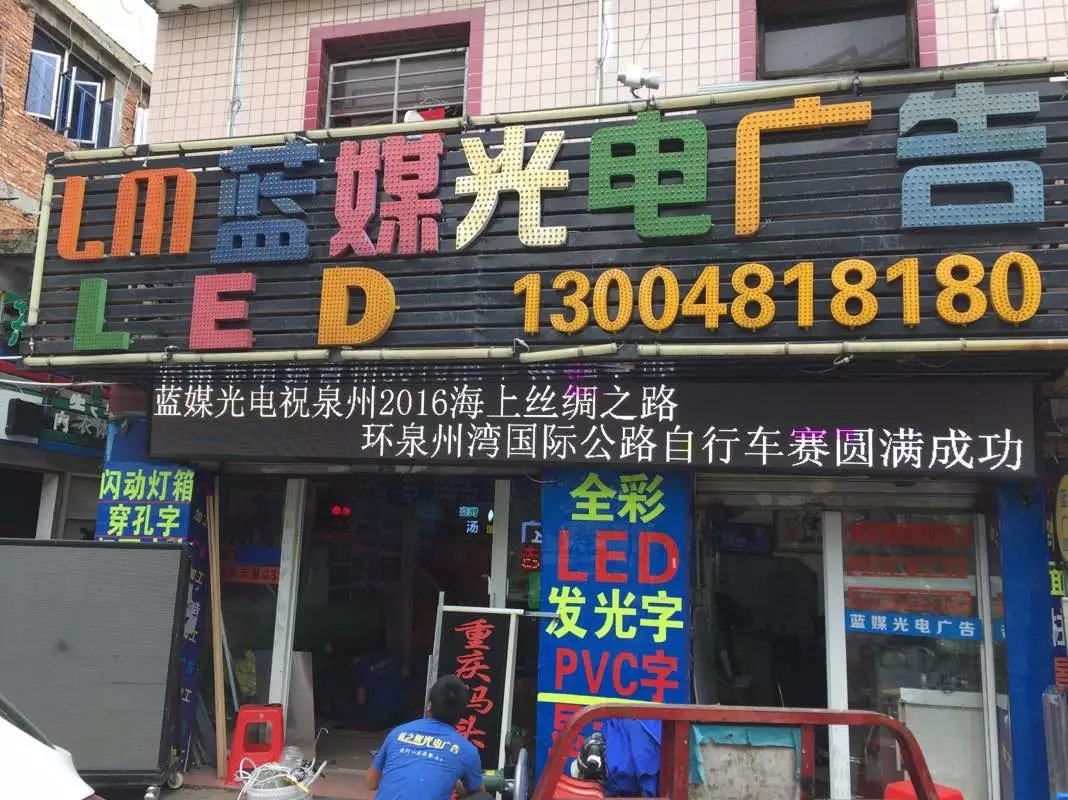 LM蓝媒光电广告
LED 13004818180
蓝媒光电祝泉州2016海上丝绸之路
环泉州湾国际公路自行车赛圆满成功
闪动灯箱
穿孔字
全彩
LED
发光字
PVC字
重庆码头
蓝媒光电广告
汤
内衣